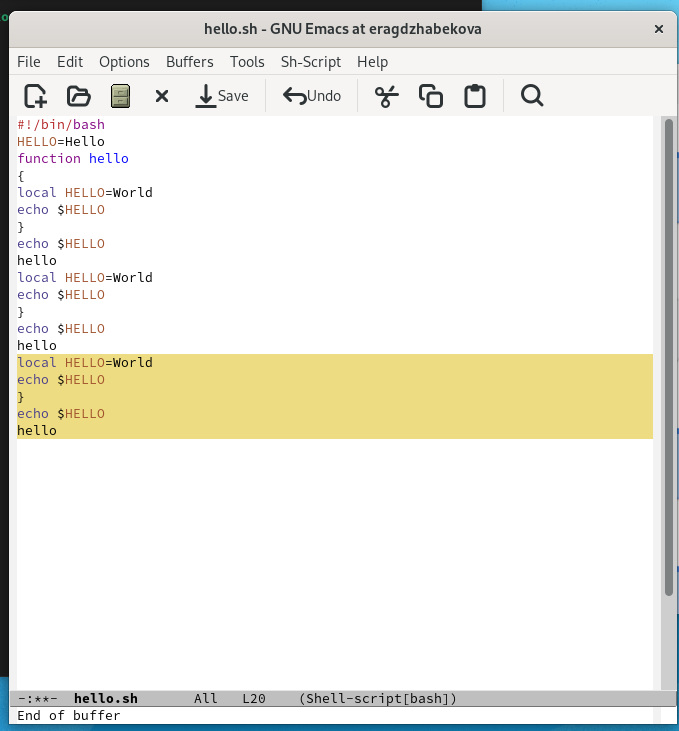 lo
hello.sh - GNU Emacs at eragdzhabekova ×
File Edit Options Buffers Tools Sh-Script Help
Save Undo
#!/bin/bash
HELLO=Hello
function hello
{
local HELLO=World
echo $HELLO
}
echo $HELLO
hello
local HELLO=World
echo $HELLO
}
echo $HELLO
hello
local HELLO=World
echo $HELLO
}
echo $HELLO
hello
-:**- hello.sh All L20 (Shell-script[bash])
End of buffer